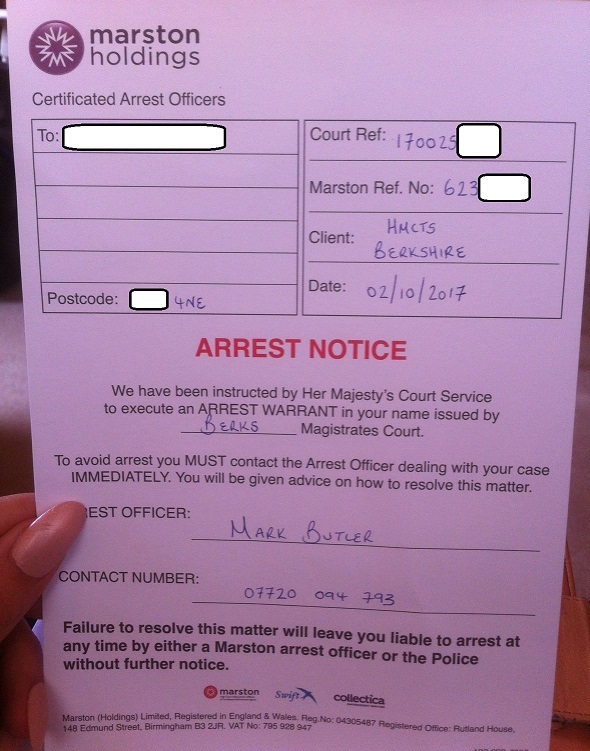 marston
holdings
Certificated Arrest Officers
To:
Postcode: 4NE
Court Ref: 170025
Marston Ref. No: 623
Client: HMCTS
BERKSHIRE
Date: 02/10/2017
ARREST NOTICE
We have been instructed by Her Majesty's Court Service
to execute an ARREST WARRANT in your name issued by
BERKS Magistrates Court.
To avoid arrest you MUST contact the Arrest Officer dealing with your case
IMMEDIATELY. You will be given advice on how to resolve this matter.
REST OFFICER: MARK BUTLER
CONTACT NUMBER: 07720 094 793
Failure to resolve this matter will leave you liable to arrest at
any time by either a Marston arrest officer or the Police
without further notice.
marston Swift collectica
Marston (Holdings) Limited, Registered in England & Wales. Reg.No: 04305487 Registered Office: Rutland House,
148 Edmund Street, Birmingham B3 2JR. VAT No: 795 928 947